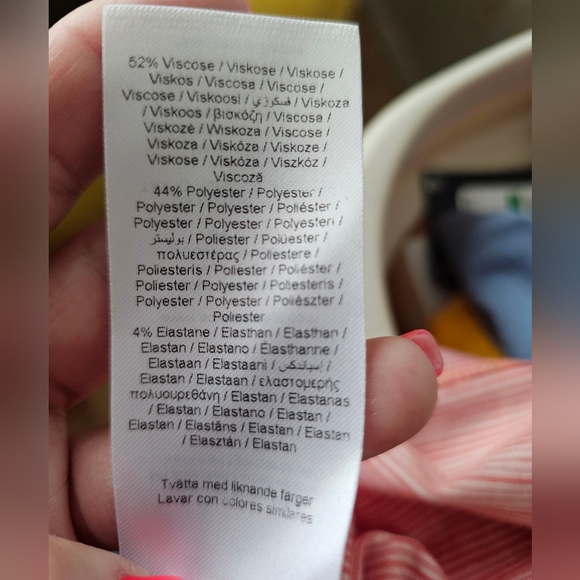 52% Viscose / Viskose / Viskose /
Viskos / Viscosa / Viscose /
Viscose / Viskoosi / فسكوزي / Viskoza
/ Viskoos / βισκόζη / Viscosa /
Viskozė / Wiskoza / Viscose /
Viskoza / Viskóza / Viskoze /
Viskose / Viskóza / Viszkóz /
Viscoză
44% Polyester / Polyester /
Polyester / Polyester / Poliéster /
Polyester / Polyester / Polyesteri /
بوليستر / Poliester / Polüester /
πολυεστέρας / Poliestere /
Poliesteris / Poliester / Poliéster /
Poliester / Polyester / Poliesteris /
Polyester / Polyester / Poliészter /
Poliester
4% Elastane / Elasthan / Elasthan /
Elastan / Elastano / Élasthanne /
Elastaan / Elastaani / إسباندكس /
Elastan / Elastaan / ελαστομερής
πολυουρεθάνη / Elastan / Elastanas
/ Elastan / Elastano / Elastan /
Elastan / Elastāns / Elastan / Elastan
/ Elasztán / Elastan
Tvätta med liknande färger
Lavar con colores similares